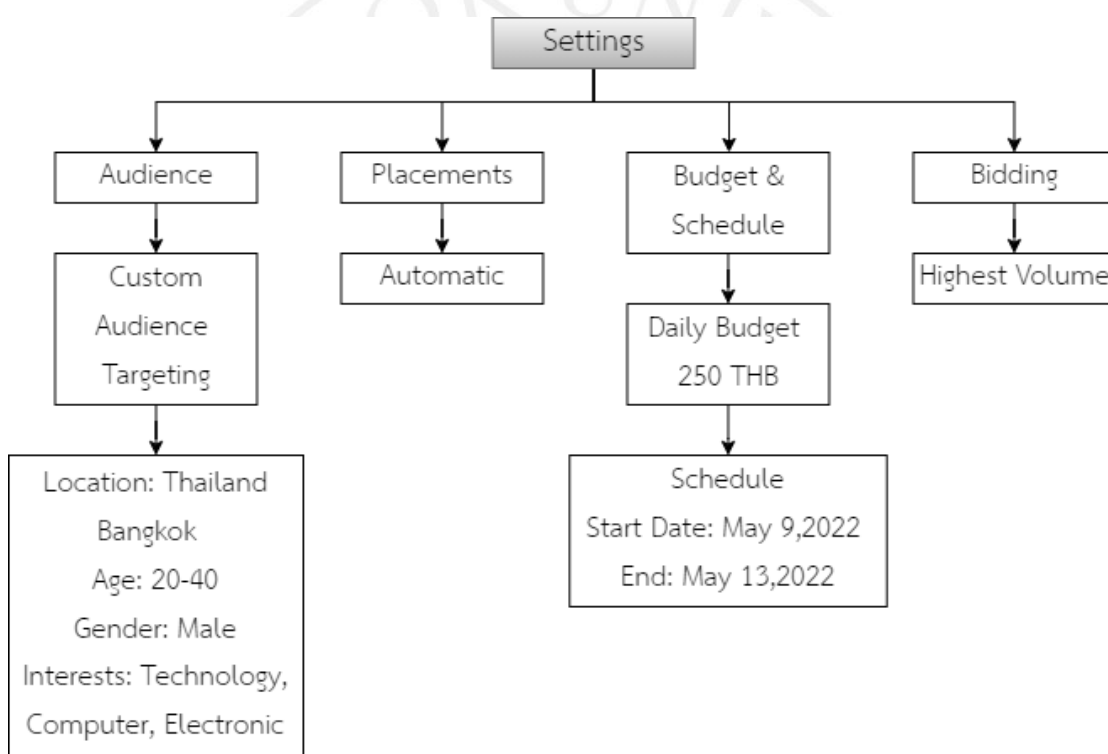 Settings
Audience
Placements
Budget &
Schedule
Bidding
Custom
Audience
Targeting
Automatic
Daily Budget
250 THB
Highest Volume
Location: Thailand
Bangkok
Age: 20-40
Gender: Male
Interests: Technology,
Computer, Electronic
Schedule
Start Date: May 9,2022
End: May 13,2022